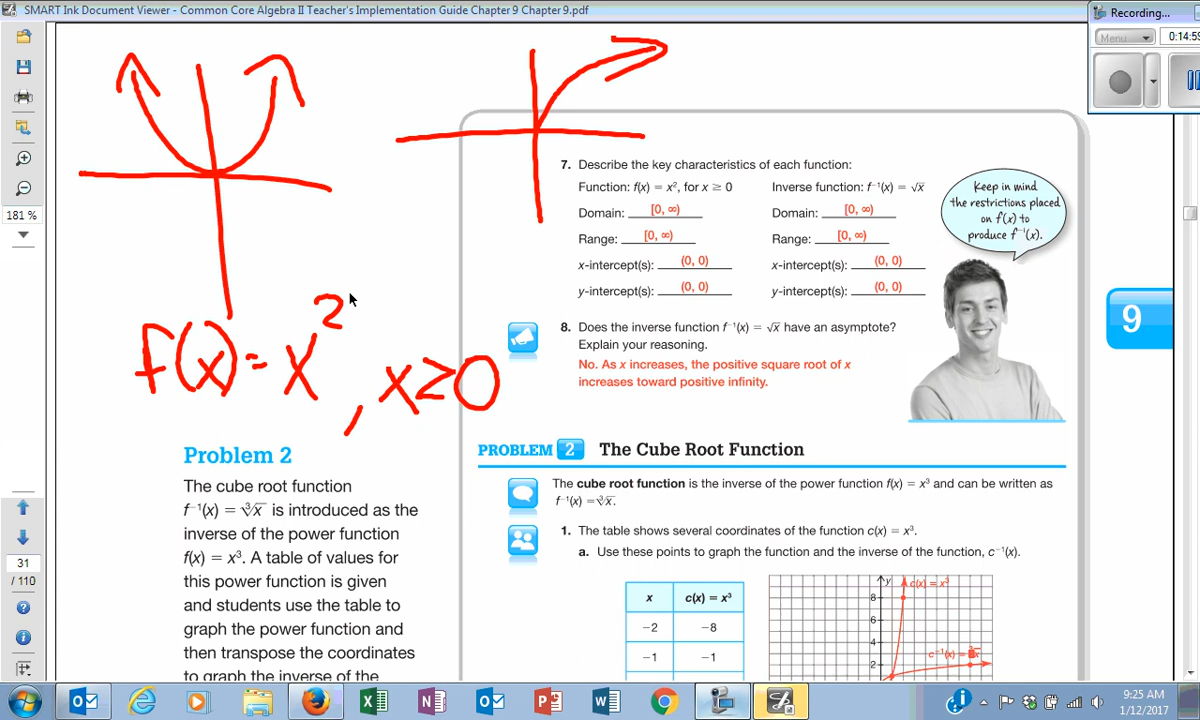 SMART Ink Document Viewer - Common Core Algebra II Teacher's Implementation Guide Chapter 9 Chapter 9.pdf
Recording...
Menu
0:14:59
181 %
31
/ 110
f(x) = x², x≥0
7. Describe the key characteristics of each function:
Function: f(x) = x², for x ≥ 0
Domain: [0, ∞)
Range: [0, ∞)
x-intercept(s): (0, 0)
y-intercept(s): (0, 0)
Inverse function: f⁻¹(x) = √x
Domain: [0, ∞)
Range: [0, ∞)
x-intercept(s): (0, 0)
y-intercept(s): (0, 0)
Keep in mind
the restrictions placed
on f(x) to
produce f⁻¹(x).
9
8. Does the inverse function f⁻¹(x) = √x have an asymptote?
Explain your reasoning.
No. As x increases, the positive square root of x
increases toward positive infinity.
Problem 2
The cube root function
f⁻¹(x) = ∛x is introduced as the
inverse of the power function
f(x) = x³. A table of values for
this power function is given
and students use the table to
graph the power function and
then transpose the coordinates
to graph the inverse of the
PROBLEM 2 The Cube Root Function
The cube root function is the inverse of the power function f(x) = x³ and can be written as
f⁻¹(x) = ∛x.
1. The table shows several coordinates of the function c(x) = x³.
a. Use these points to graph the function and the inverse of the function, c⁻¹(x).
x c(x) = x³
−2 −8
−1 −1
y
c(x) = x³
8
6
4
2
9:25 AM
1/12/2017